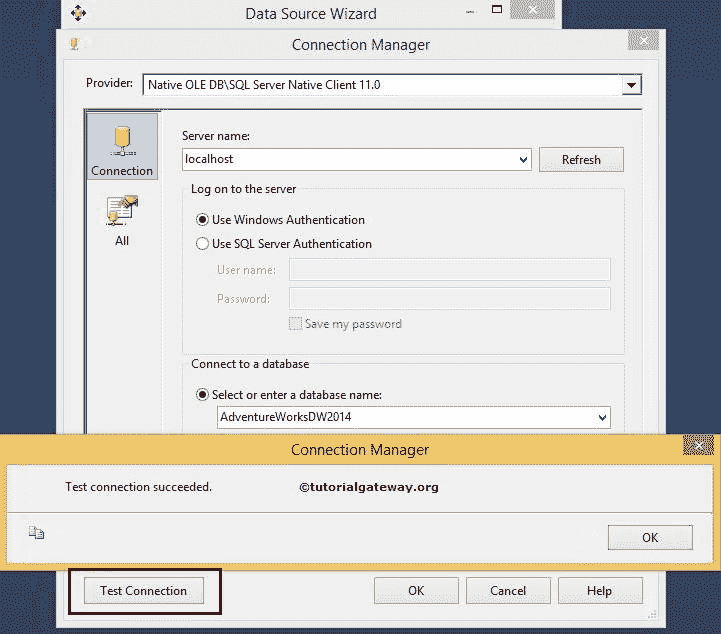 Data Source Wizard
Connection Manager
Provider: Native OLE DB\SQL Server Native Client 11.0
Connection
All
Server name:
localhost
Refresh
Log on to the server
Use Windows Authentication
Use SQL Server Authentication
User name:
Password:
Save my password
Connect to a database
Select or enter a database name:
AdventureWorksDW2014
Connection Manager
Test connection succeeded. ©tutorialgateway.org
OK
Test Connection OK Cancel Help